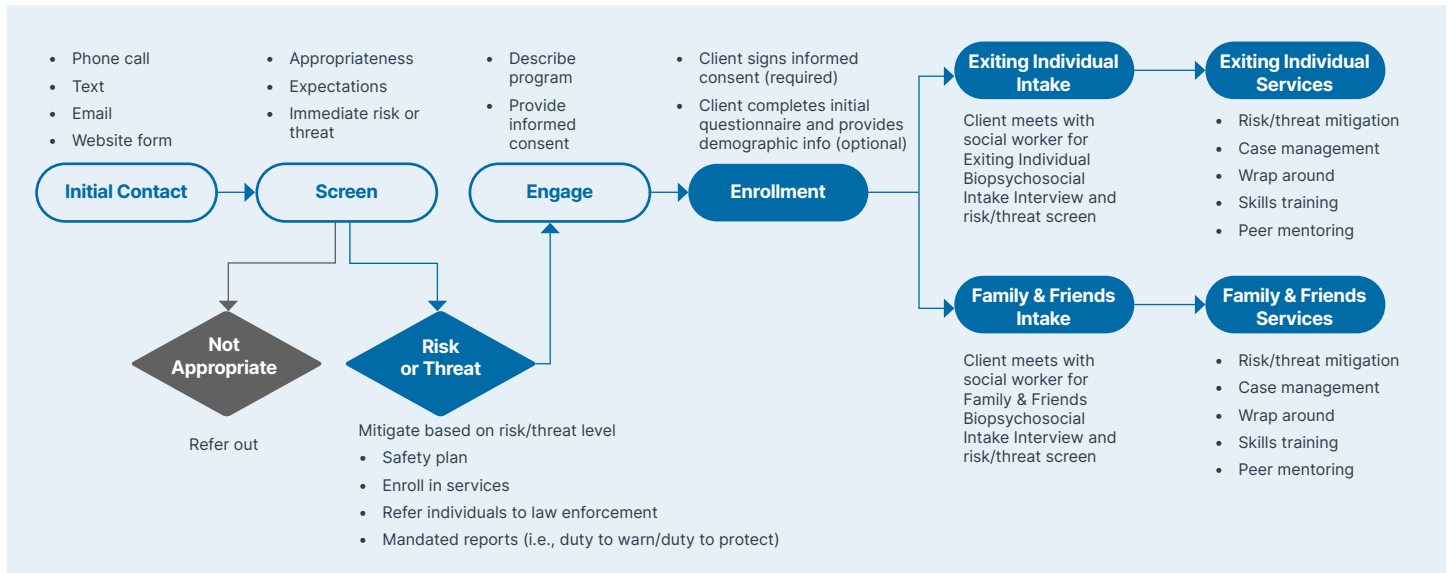 • Phone call
• Text
• Email
• Website form
Initial Contact
• Appropriateness
• Expectations
• Immediate risk or
threat
Screen
Not
Appropriate
Refer out
Risk
or Threat
Mitigate based on risk/threat level
• Safety plan
• Enroll in services
• Refer individuals to law enforcement
• Mandated reports (i.e., duty to warn/duty to protect)
• Describe
program
• Provide
informed
consent
Engage
• Client signs informed
consent (required)
• Client completes initial
questionnaire and provides
demographic info (optional)
Enrollment
Exiting Individual
Intake
Client meets with
social worker for
Exiting Individual
Biopsychosocial
Intake Interview and
risk/threat screen
Exiting Individual
Services
• Risk/threat mitigation
• Case management
• Wrap around
• Skills training
• Peer mentoring
Family & Friends
Intake
Client meets with
social worker for
Family & Friends
Biopsychosocial
Intake Interview and
risk/threat screen
Family & Friends
Services
• Risk/threat mitigation
• Case management
• Wrap around
• Skills training
• Peer mentoring